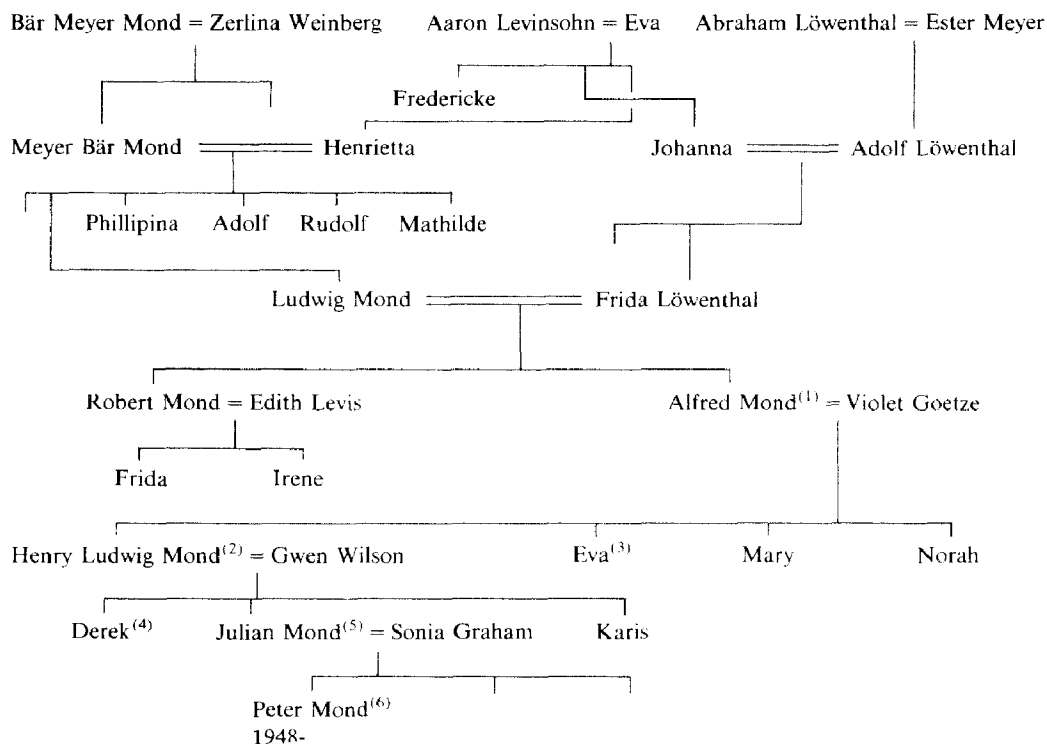 Bär Meyer Mond = Zerlina Weinberg Aaron Levinsohn = Eva Abraham Löwenthal = Ester Meyer
Fredericke
Meyer Bär Mond Henrietta Johanna Adolf Löwenthal
Phillipina Adolf Rudolf Mathilde
Ludwig Mond Frida Löwenthal
Robert Mond = Edith Levis Alfred Mond(1) = Violet Goetze
Frida Irene
Henry Ludwig Mond(2) = Gwen Wilson Eva(3) Mary Norah
Derek(4) Julian Mond(5) = Sonia Graham Karis
Peter Mond(6)
1948-